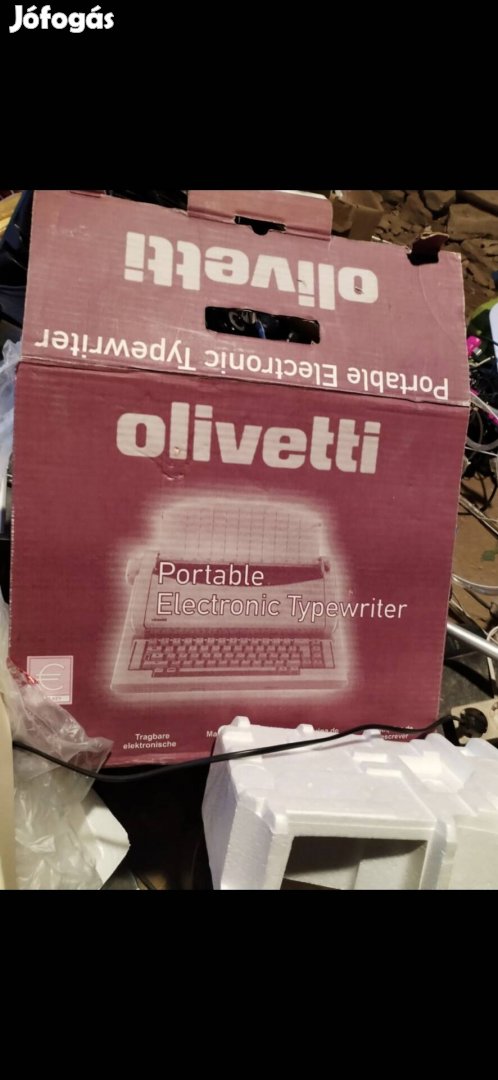 Jófogás
olivetti
Portable Electronic Typewriter
olivetti
Portable
Electronic Typewriter
€
Tragbare
elektronische